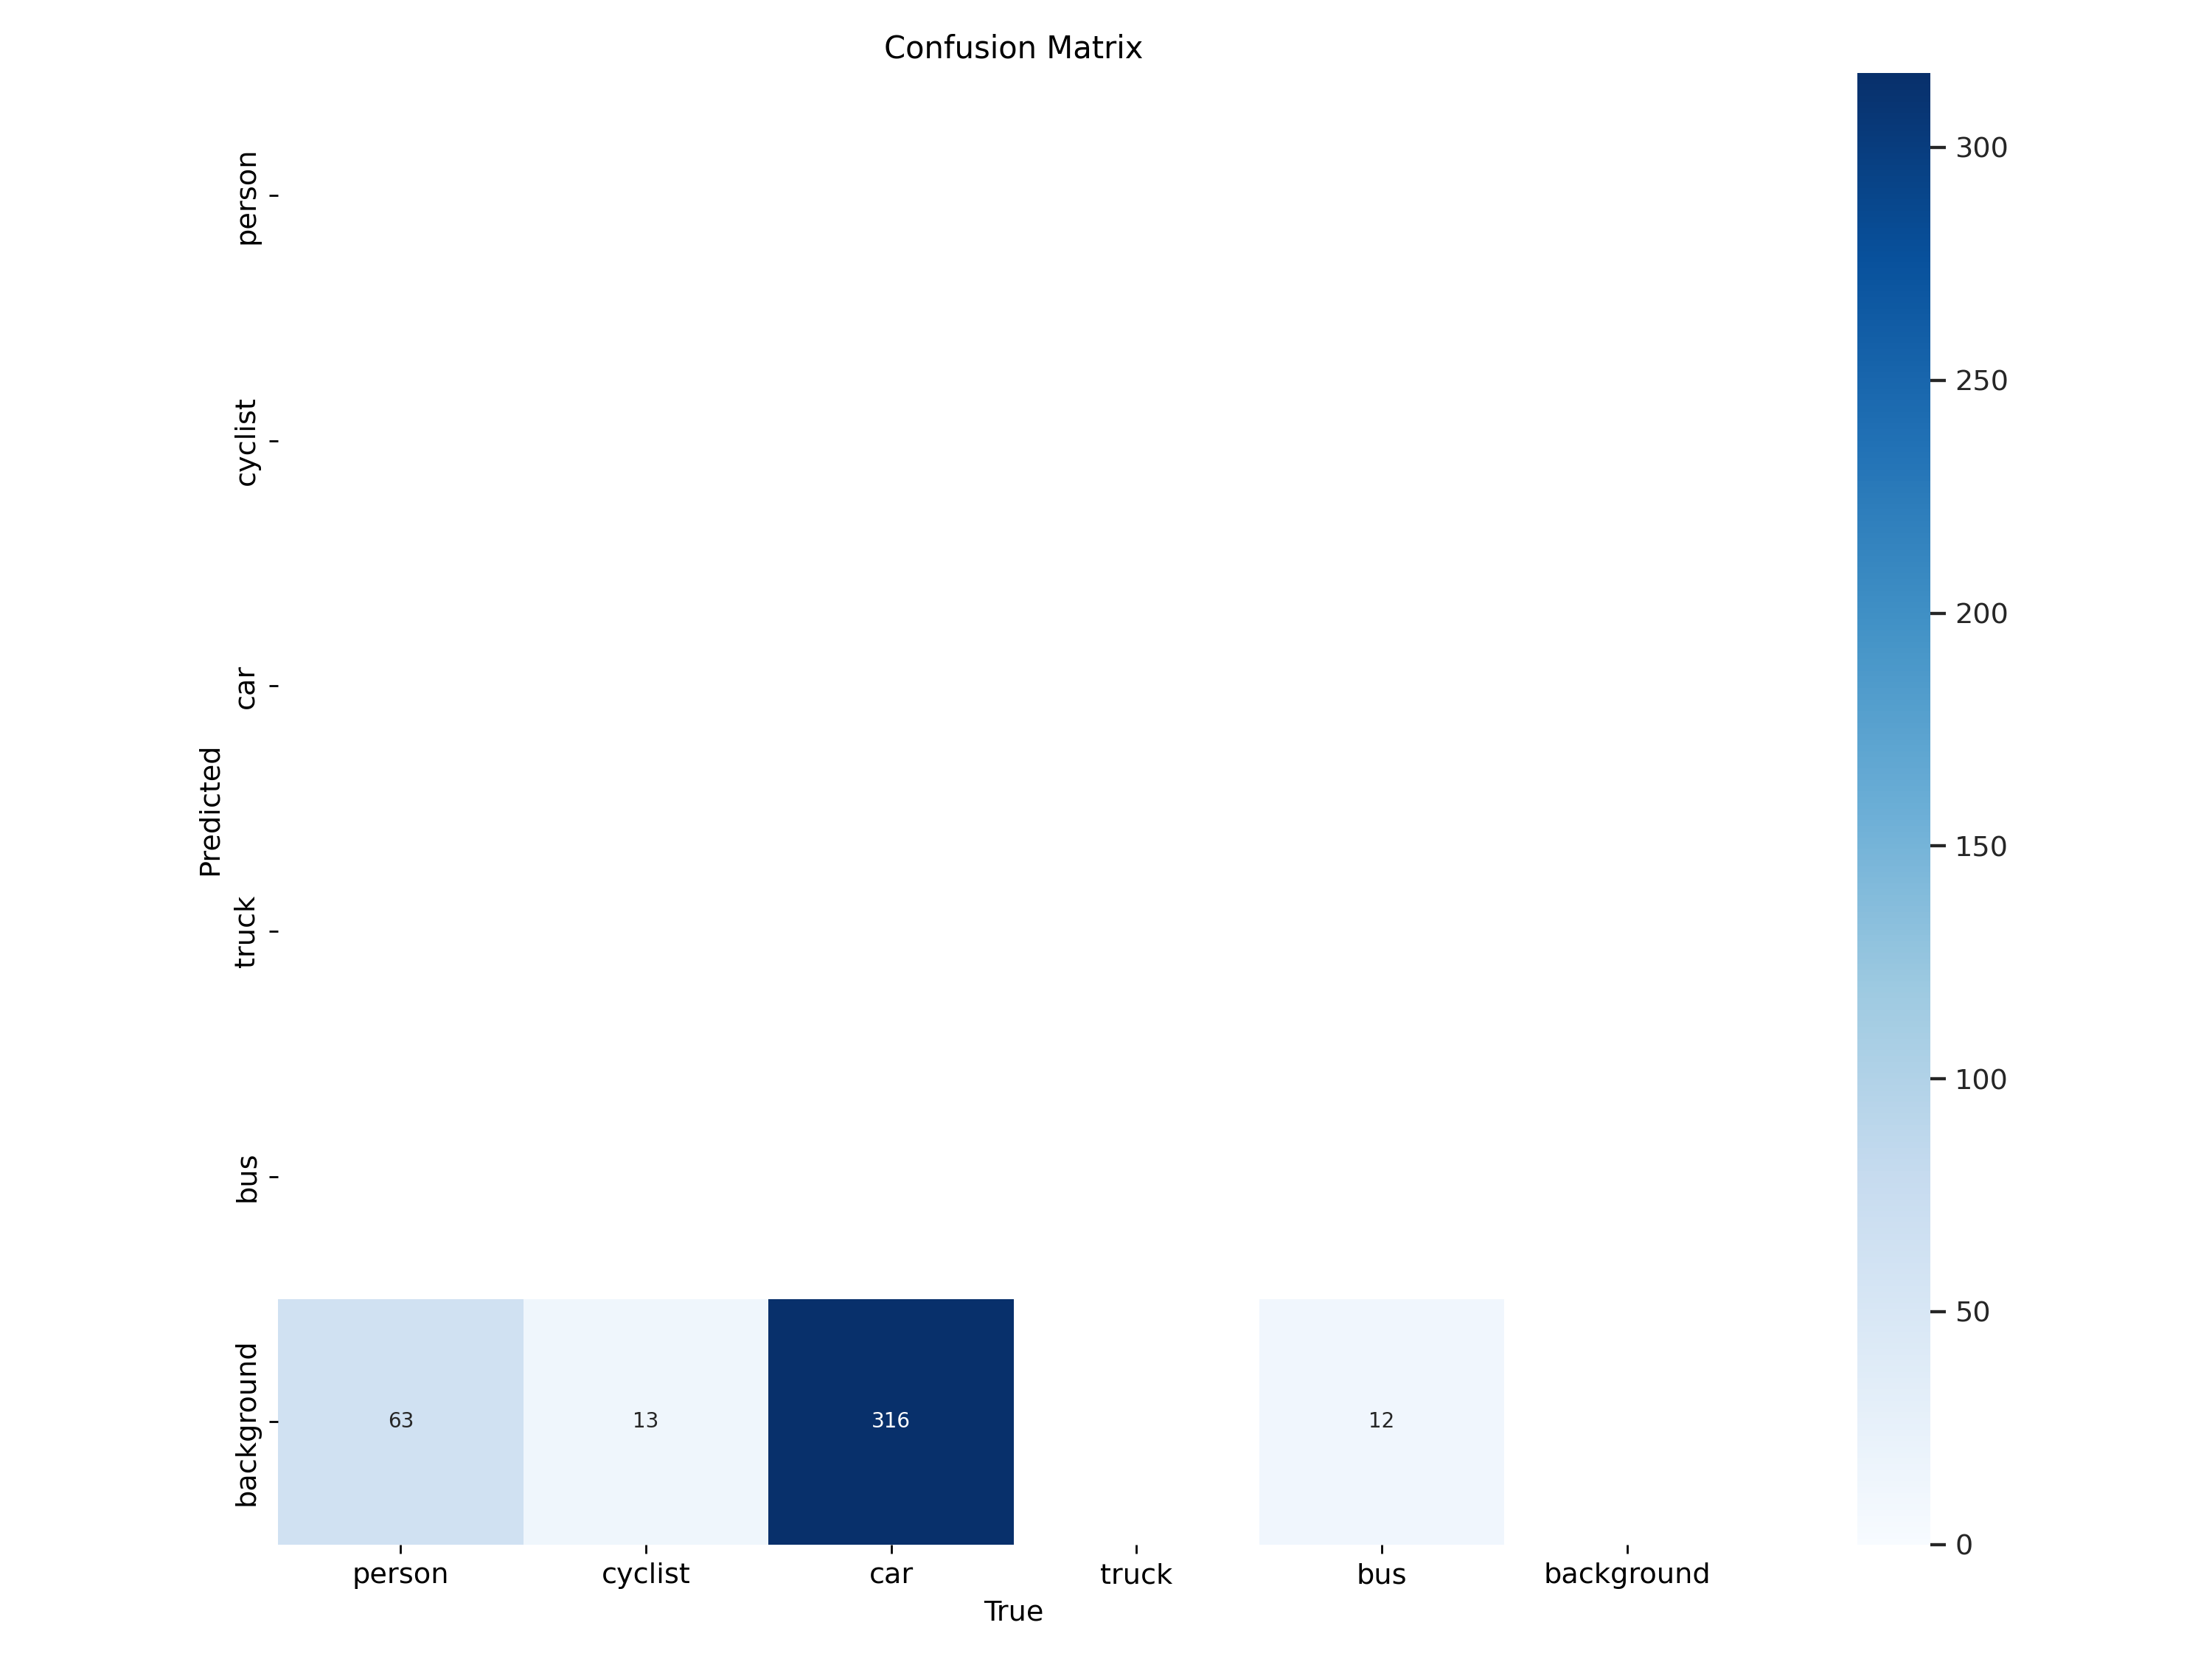 Confusion Matrix
person
cyclist
car
truck
bus
background
Predicted
63 13 316 12
person cyclist car truck bus background
True
300
250
200
150
100
50
0